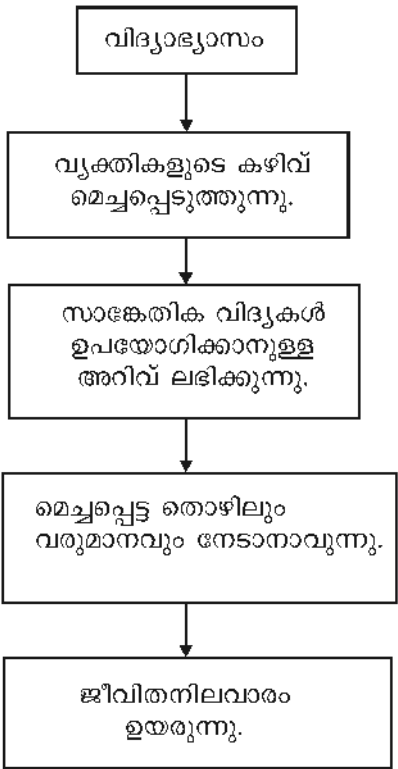 വിദ്യാഭ്യാസം
വ്യക്തികളുടെ കഴിവ്
മെച്ചപ്പെടുത്തുന്നു.
സാങ്കേതിക വിദ്യകൾ
ഉപയോഗിക്കാനുള്ള
അറിവ് ലഭിക്കുന്നു.
മെച്ചപ്പെട്ട തൊഴിലും
വരുമാനവും നേടാനാവുന്നു.
ജീവിതനിലവാരം
ഉയരുന്നു.